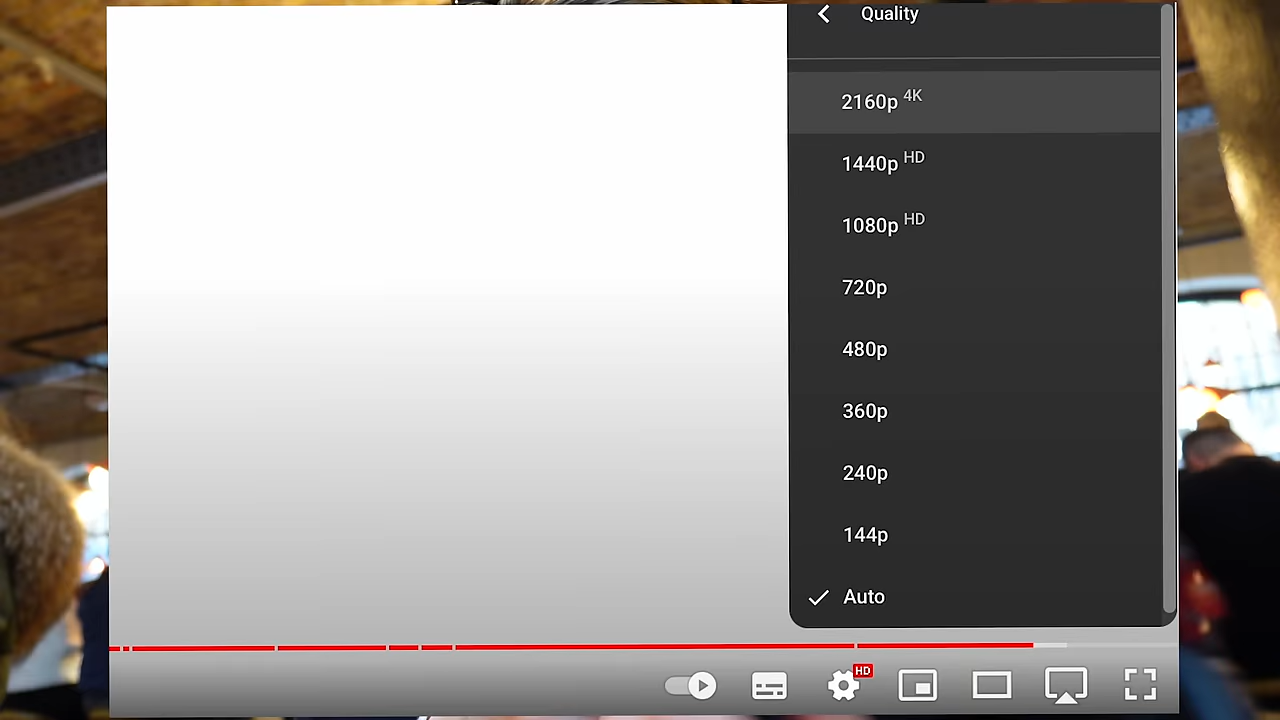 Quality
2160p 4K
1440p HD
1080p HD
720p
480p
360p
240p
144p
Auto
HD